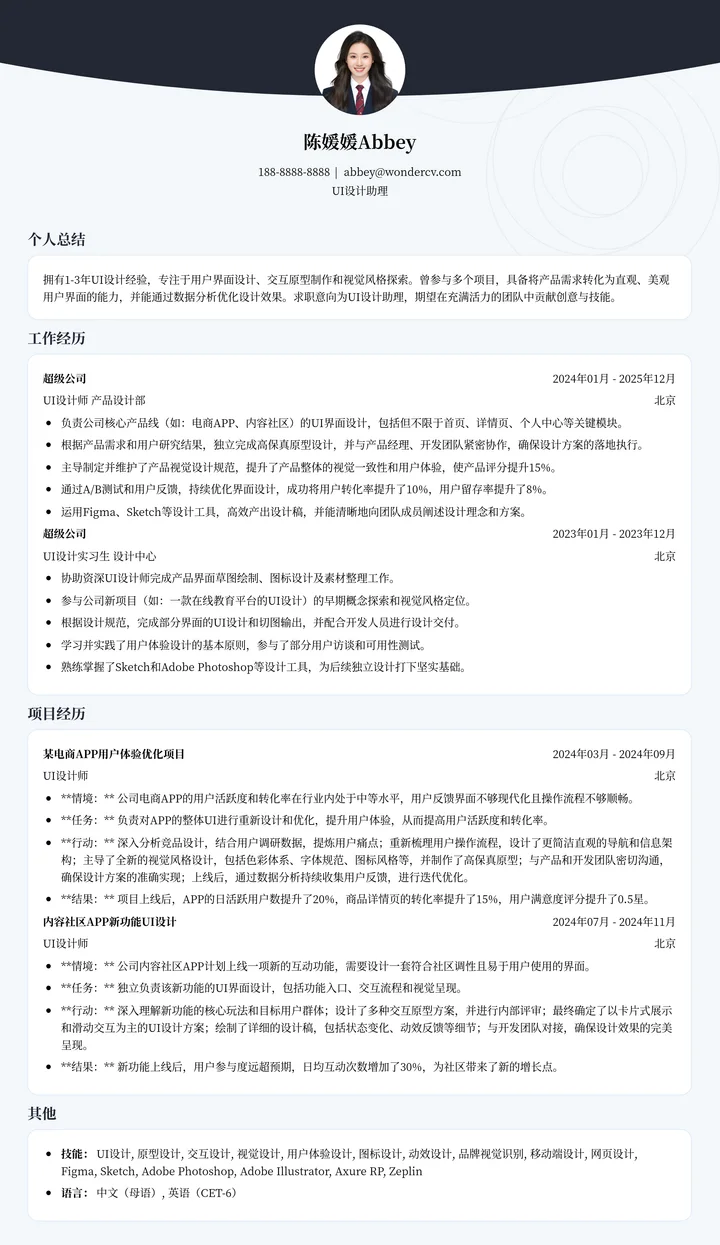 陈媛媛Abbey
188-8888-8888 | abbey@wondercv.com
UI设计助理
个人总结
拥有1-3年UI设计经验，专注于用户界面设计、交互原型制作和视觉风格探索。曾参与多个项目，具备将产品需求转化为直观、美观
用户界面的能力，并能通过数据分析优化设计效果。求职意向为UI设计助理，期望在充满活力的团队中贡献创意与技能。
工作经历
超级公司 2024年01月 - 2025年12月
UI设计师 产品设计部 北京
• 负责公司核心产品线（如：电商APP、内容社区）的UI界面设计，包括但不限于首页、详情页、个人中心等关键模块。
• 根据产品需求和用户研究结果，独立完成高保真原型设计，并与产品经理、开发团队紧密协作，确保设计方案的落地执行。
• 主导制定并维护了产品视觉设计规范，提升了产品整体的视觉一致性和用户体验，使产品评分提升15%。
• 通过A/B测试和用户反馈，持续优化界面设计，成功将用户转化率提升了10%，用户留存率提升了8%。
• 运用Figma、Sketch等设计工具，高效产出设计稿，并能清晰地向团队成员阐述设计理念和方案。
超级公司 2023年01月 - 2023年12月
UI设计实习生 设计中心 北京
• 协助资深UI设计师完成产品界面草图绘制、图标设计及素材整理工作。
• 参与公司新项目（如：一款在线教育平台的UI设计）的早期概念探索和视觉风格定位。
• 根据设计规范，完成部分界面的UI设计和切图输出，并配合开发人员进行设计交付。
• 学习并实践了用户体验设计的基本原则，参与了部分用户访谈和可用性测试。
• 熟练掌握了Sketch和Adobe Photoshop等设计工具，为后续独立设计打下坚实基础。
项目经历
某电商APP用户体验优化项目 2024年03月 - 2024年09月
UI设计师 北京
• **情境：** 公司电商APP的用户活跃度和转化率在行业内处于中等水平，用户反馈界面不够现代化且操作流程不够顺畅。
• **任务：** 负责对APP的整体UI进行重新设计和优化，提升用户体验，从而提高用户活跃度和转化率。
• **行动：** 深入分析竞品设计，结合用户调研数据，提炼用户痛点；重新梳理用户操作流程，设计了更简洁直观的导航和信息架
构；主导了全新的视觉风格设计，包括色彩体系、字体规范、图标风格等，并制作了高保真原型；与产品和开发团队密切沟通，
确保设计方案的准确实现；上线后，通过数据分析持续收集用户反馈，进行迭代优化。
• **结果：** 项目上线后，APP的日活跃用户数提升了20%，商品详情页的转化率提升了15%，用户满意度评分提升了0.5星。
内容社区APP新功能UI设计 2024年07月 - 2024年11月
UI设计师 北京
• **情境：** 公司内容社区APP计划上线一项新的互动功能，需要设计一套符合社区调性且易于用户使用的界面。
• **任务：** 独立负责该新功能的UI界面设计，包括功能入口、交互流程和视觉呈现。
• **行动：** 深入理解新功能的核心玩法和目标用户群体；设计了多种交互原型方案，并进行内部评审；最终确定了以卡片式展示
和滑动交互为主的UI设计方案；绘制了详细的设计稿，包括状态变化、动效反馈等细节；与开发团队对接，确保设计效果的完美
呈现。
• **结果：** 新功能上线后，用户参与度远超预期，日均互动次数增加了30%，为社区带来了新的增长点。
其他
• 技能： UI设计, 原型设计, 交互设计, 视觉设计, 用户体验设计, 图标设计, 动效设计, 品牌视觉识别, 移动端设计, 网页设计,
Figma, Sketch, Adobe Photoshop, Adobe Illustrator, Axure RP, Zeplin
• 语言： 中文（母语）, 英语（CET-6）